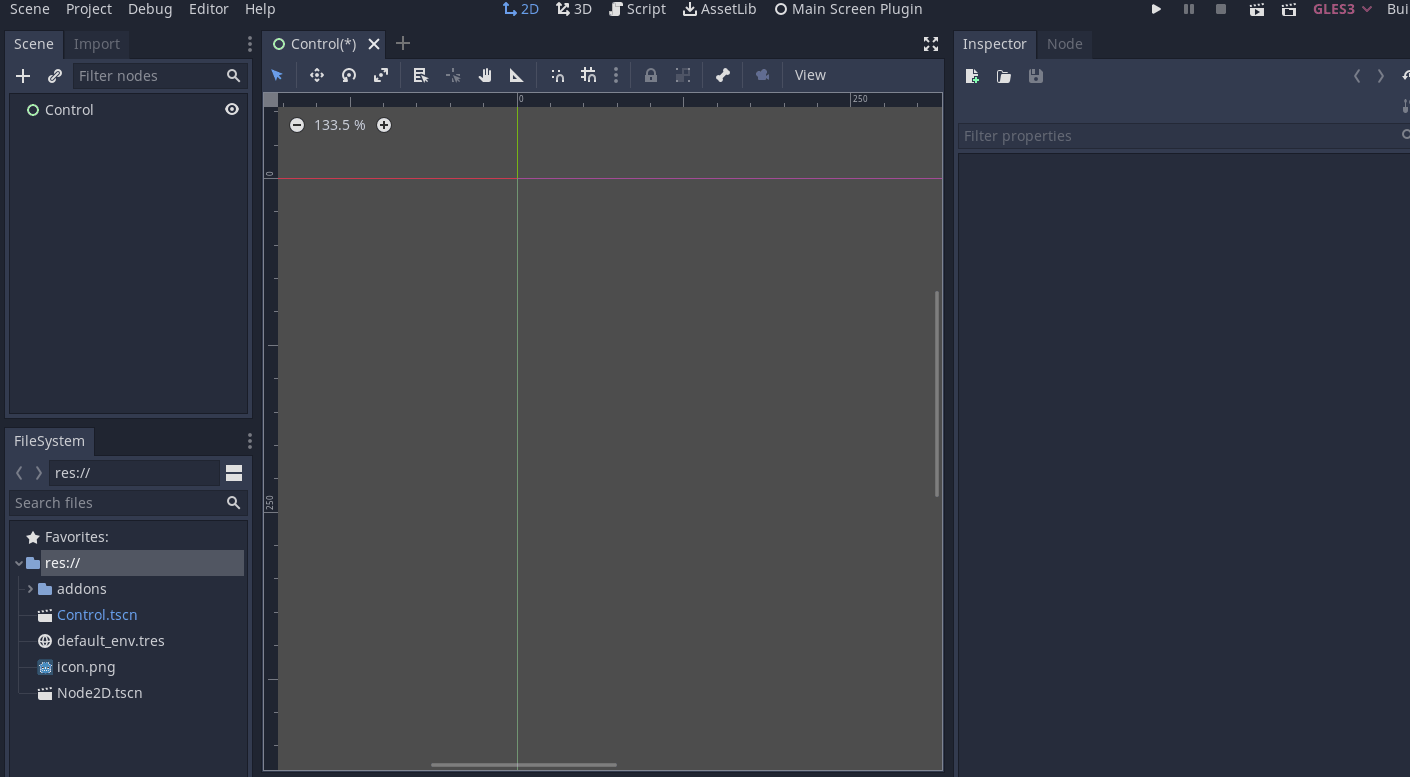 Scene Project Debug Editor Help 2D 3D Script AssetLib Main Screen Plugin GLES3 Bui
Scene Import Control(*) Inspector Node
Filter nodes View
Control 0 250
133.5 % Filter properties
0
FileSystem
res://
Search files 250
Favorites:
res://
addons
Control.tscn
default_env.tres
icon.png
Node2D.tscn